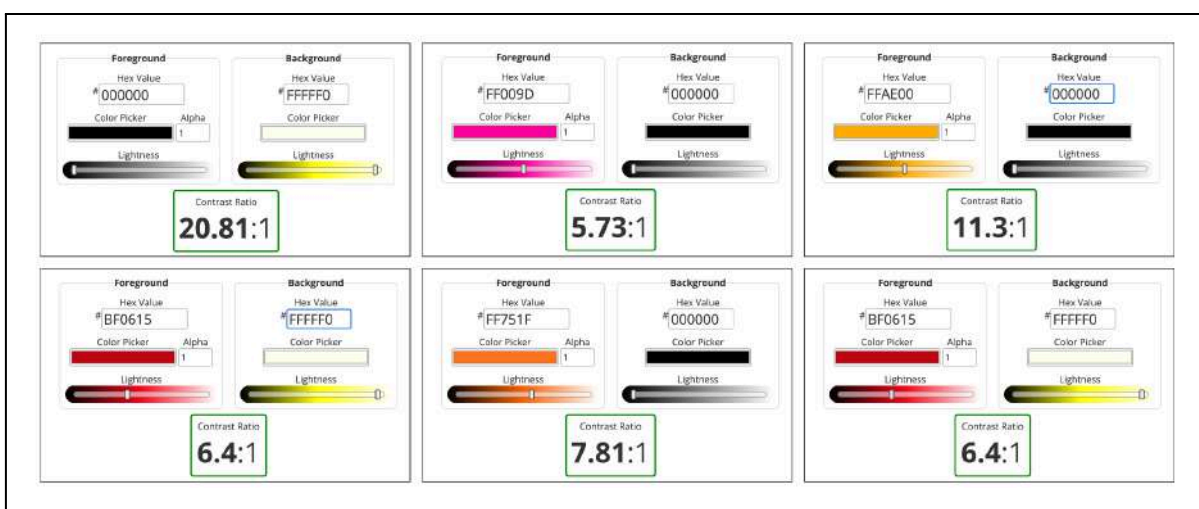 Foreground Background
Hex Value Hex Value
#000000 #FFFFF0
Color Picker Alpha Color Picker
1
Lightness Lightness
Contrast Ratio
20.81:1
Foreground Background
Hex Value Hex Value
#FF009D #000000
Color Picker Alpha Color Picker
1
Lightness Lightness
Contrast Ratio
5.73:1
Foreground Background
Hex Value Hex Value
#FFAE00 #000000
Color Picker Alpha Color Picker
1
Lightness Lightness
Contrast Ratio
11.3:1
Foreground Background
Hex Value Hex Value
#BF0615 #FFFFF0
Color Picker Alpha Color Picker
1
Lightness Lightness
Contrast Ratio
6.4:1
Foreground Background
Hex Value Hex Value
#FF751F #000000
Color Picker Alpha Color Picker
1
Lightness Lightness
Contrast Ratio
7.81:1
Foreground Background
Hex Value Hex Value
#BF0615 #FFFFF0
Color Picker Alpha Color Picker
1
Lightness Lightness
Contrast Ratio
6.4:1